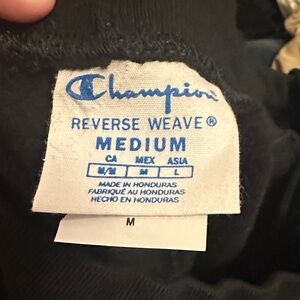 Champion
REVERSE WEAVE®
MEDIUM
CA MEX ASIA
M/M M L
MADE IN HONDURAS
FABRIQUÉ AU HONDURAS
HECHO EN HONDURAS
M